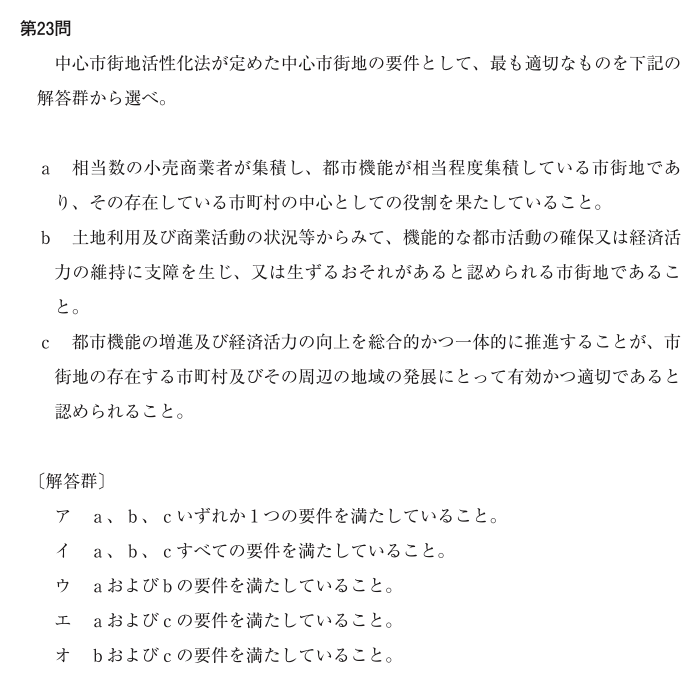 第23問
中心市街地活性化法が定めた中心市街地の要件として、最も適切なものを下記の
解答群から選べ。
a　相当数の小売商業者が集積し、都市機能が相当程度集積している市街地であ
り、その存在している市町村の中心としての役割を果たしていること。
b　土地利用及び商業活動の状況等からみて、機能的な都市活動の確保又は経済活
力の維持に支障を生じ、又は生ずるおそれがあると認められる市街地であるこ
と。
c　都市機能の増進及び経済活力の向上を総合的かつ一体的に推進することが、市
街地の存在する市町村及びその周辺の地域の発展にとって有効かつ適切であると
認められること。
〔解答群〕
ア　a、b、cいずれか1つの要件を満たしていること。
イ　a、b、cすべての要件を満たしていること。
ウ　aおよびbの要件を満たしていること。
エ　aおよびcの要件を満たしていること。
オ　bおよびcの要件を満たしていること。